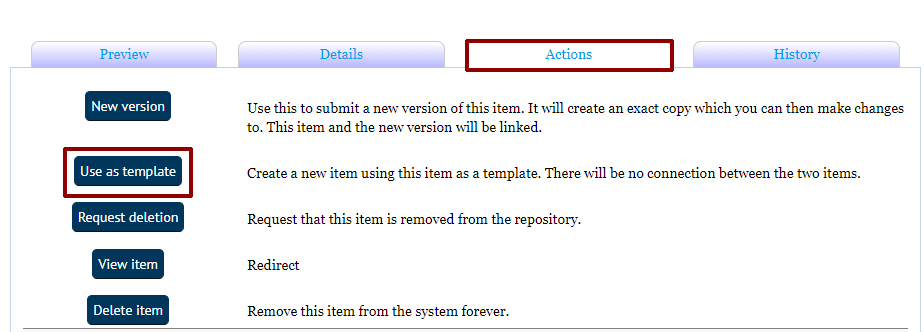 Preview Details Actions History
New version
Use this to submit a new version of this item. It will create an exact copy which you can then make changes
to. This item and the new version will be linked.
Use as template
Create a new item using this item as a template. There will be no connection between the two items.
Request deletion
Request that this item is removed from the repository.
View item
Redirect
Delete item
Remove this item from the system forever.